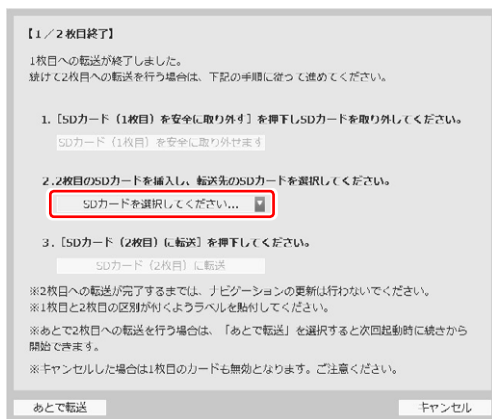 【1／2枚目終了】
1枚目への転送が終了しました。
続けて2枚目への転送を行う場合は、下記の手順に従って進めてください。
1. ［SDカード（1枚目）を安全に取り外す］を押下しSDカードを取り外してください。
SDカード（1枚目）を安全に取り外せます
2.2枚目のSDカードを挿入し、転送先のSDカードを選択してください。
SDカードを選択してください...
3. ［SDカード（2枚目）に転送］を押下してください。
SDカード（2枚目）に転送
※2枚目への転送が完了するまでは、ナビゲーションの更新は行わないでください。
※1枚目と2枚目の区別が付くようラベルを貼付してください。
※あとで2枚目への転送を行う場合は、「あとで転送」を選択すると次回起動時に続きから
開始できます。
※キャンセルした場合は1枚目のカードも無効となります。ご注意ください。
あとで転送
キャンセル